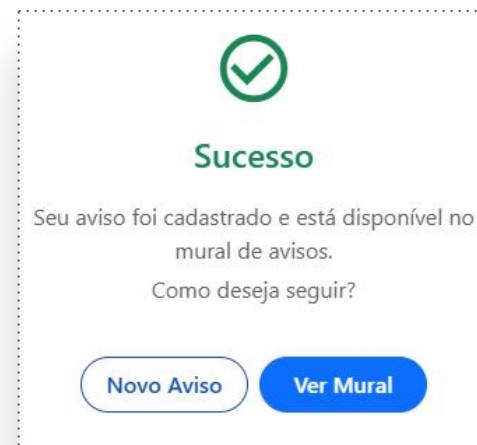 Sucesso
Seu aviso foi cadastrado e está disponível no
mural de avisos.
Como deseja seguir?
Novo Aviso
Ver Mural